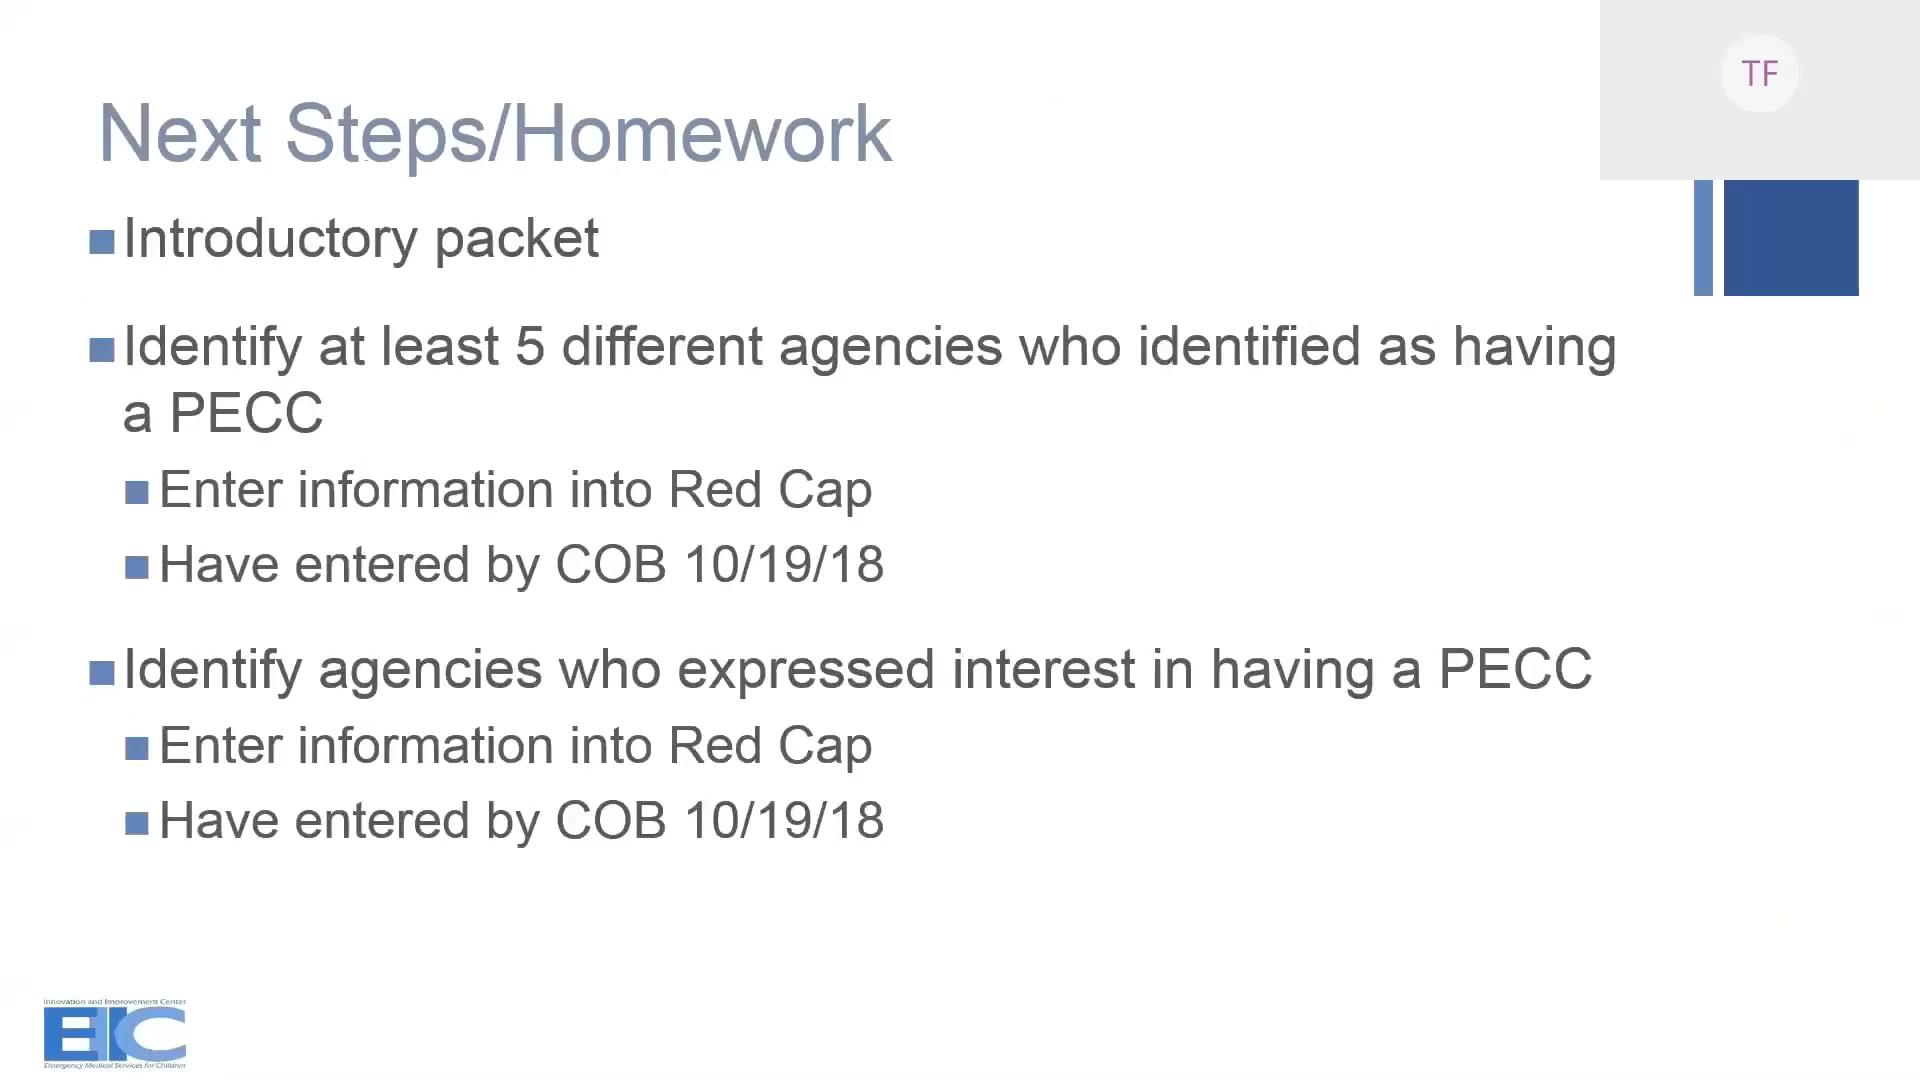 TF
Next Steps/Homework
Introductory packet
Identify at least 5 different agencies who identified as having
a PECC
Enter information into Red Cap
Have entered by COB 10/19/18
Identify agencies who expressed interest in having a PECC
Enter information into Red Cap
Have entered by COB 10/19/18
Innovation and Improvement Center
EIIC
Emergency Medical Services for Children